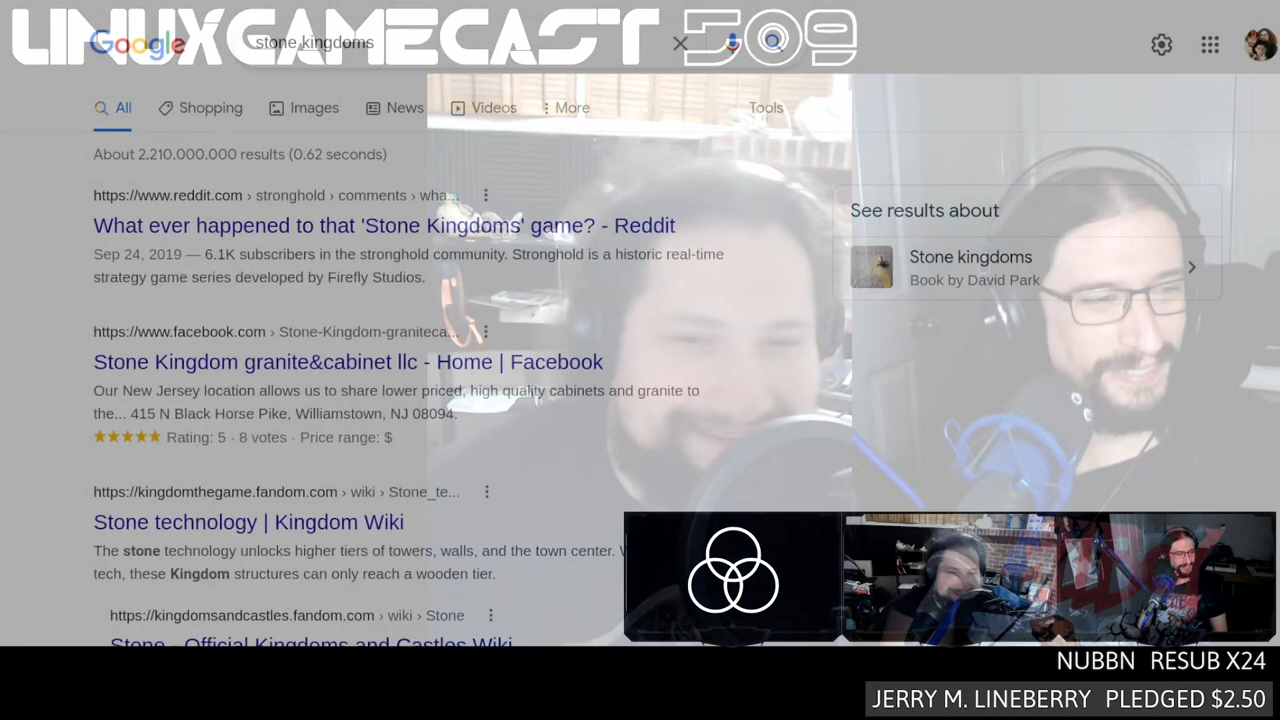 LINUXGAMECAST 509
Google
stone kingdoms
All
Shopping
Images
News
Videos
More
Tools
About 2,210,000,000 results (0.62 seconds)
https://www.reddit.com › stronghold › comments › wha...
What ever happened to that 'Stone Kingdoms' game? - Reddit
Sep 24, 2019 — 6.1K subscribers in the stronghold community. Stronghold is a historic real-time
strategy game series developed by Firefly Studios.
See results about
Stone kingdoms
Book by David Park
https://www.facebook.com › Stone-Kingdom-graniteca...
Stone Kingdom granite&cabinet llc - Home | Facebook
Our New Jersey location allows us to share lower priced, high quality cabinets and granite to
the... 415 N Black Horse Pike, Williamstown, NJ 08094.
Rating: 5 · 8 votes · Price range: $
https://kingdomthegame.fandom.com › wiki › Stone_te...
Stone technology | Kingdom Wiki
The stone technology unlocks higher tiers of towers, walls, and the town center.
tech, these Kingdom structures can only reach a wooden tier.
https://kingdomsandcastles.fandom.com › wiki › Stone
Stone - Official Kingdoms and Castles Wiki
NUBBN RESUB X24
JERRY M. LINEBERRY PLEDGED $2.50